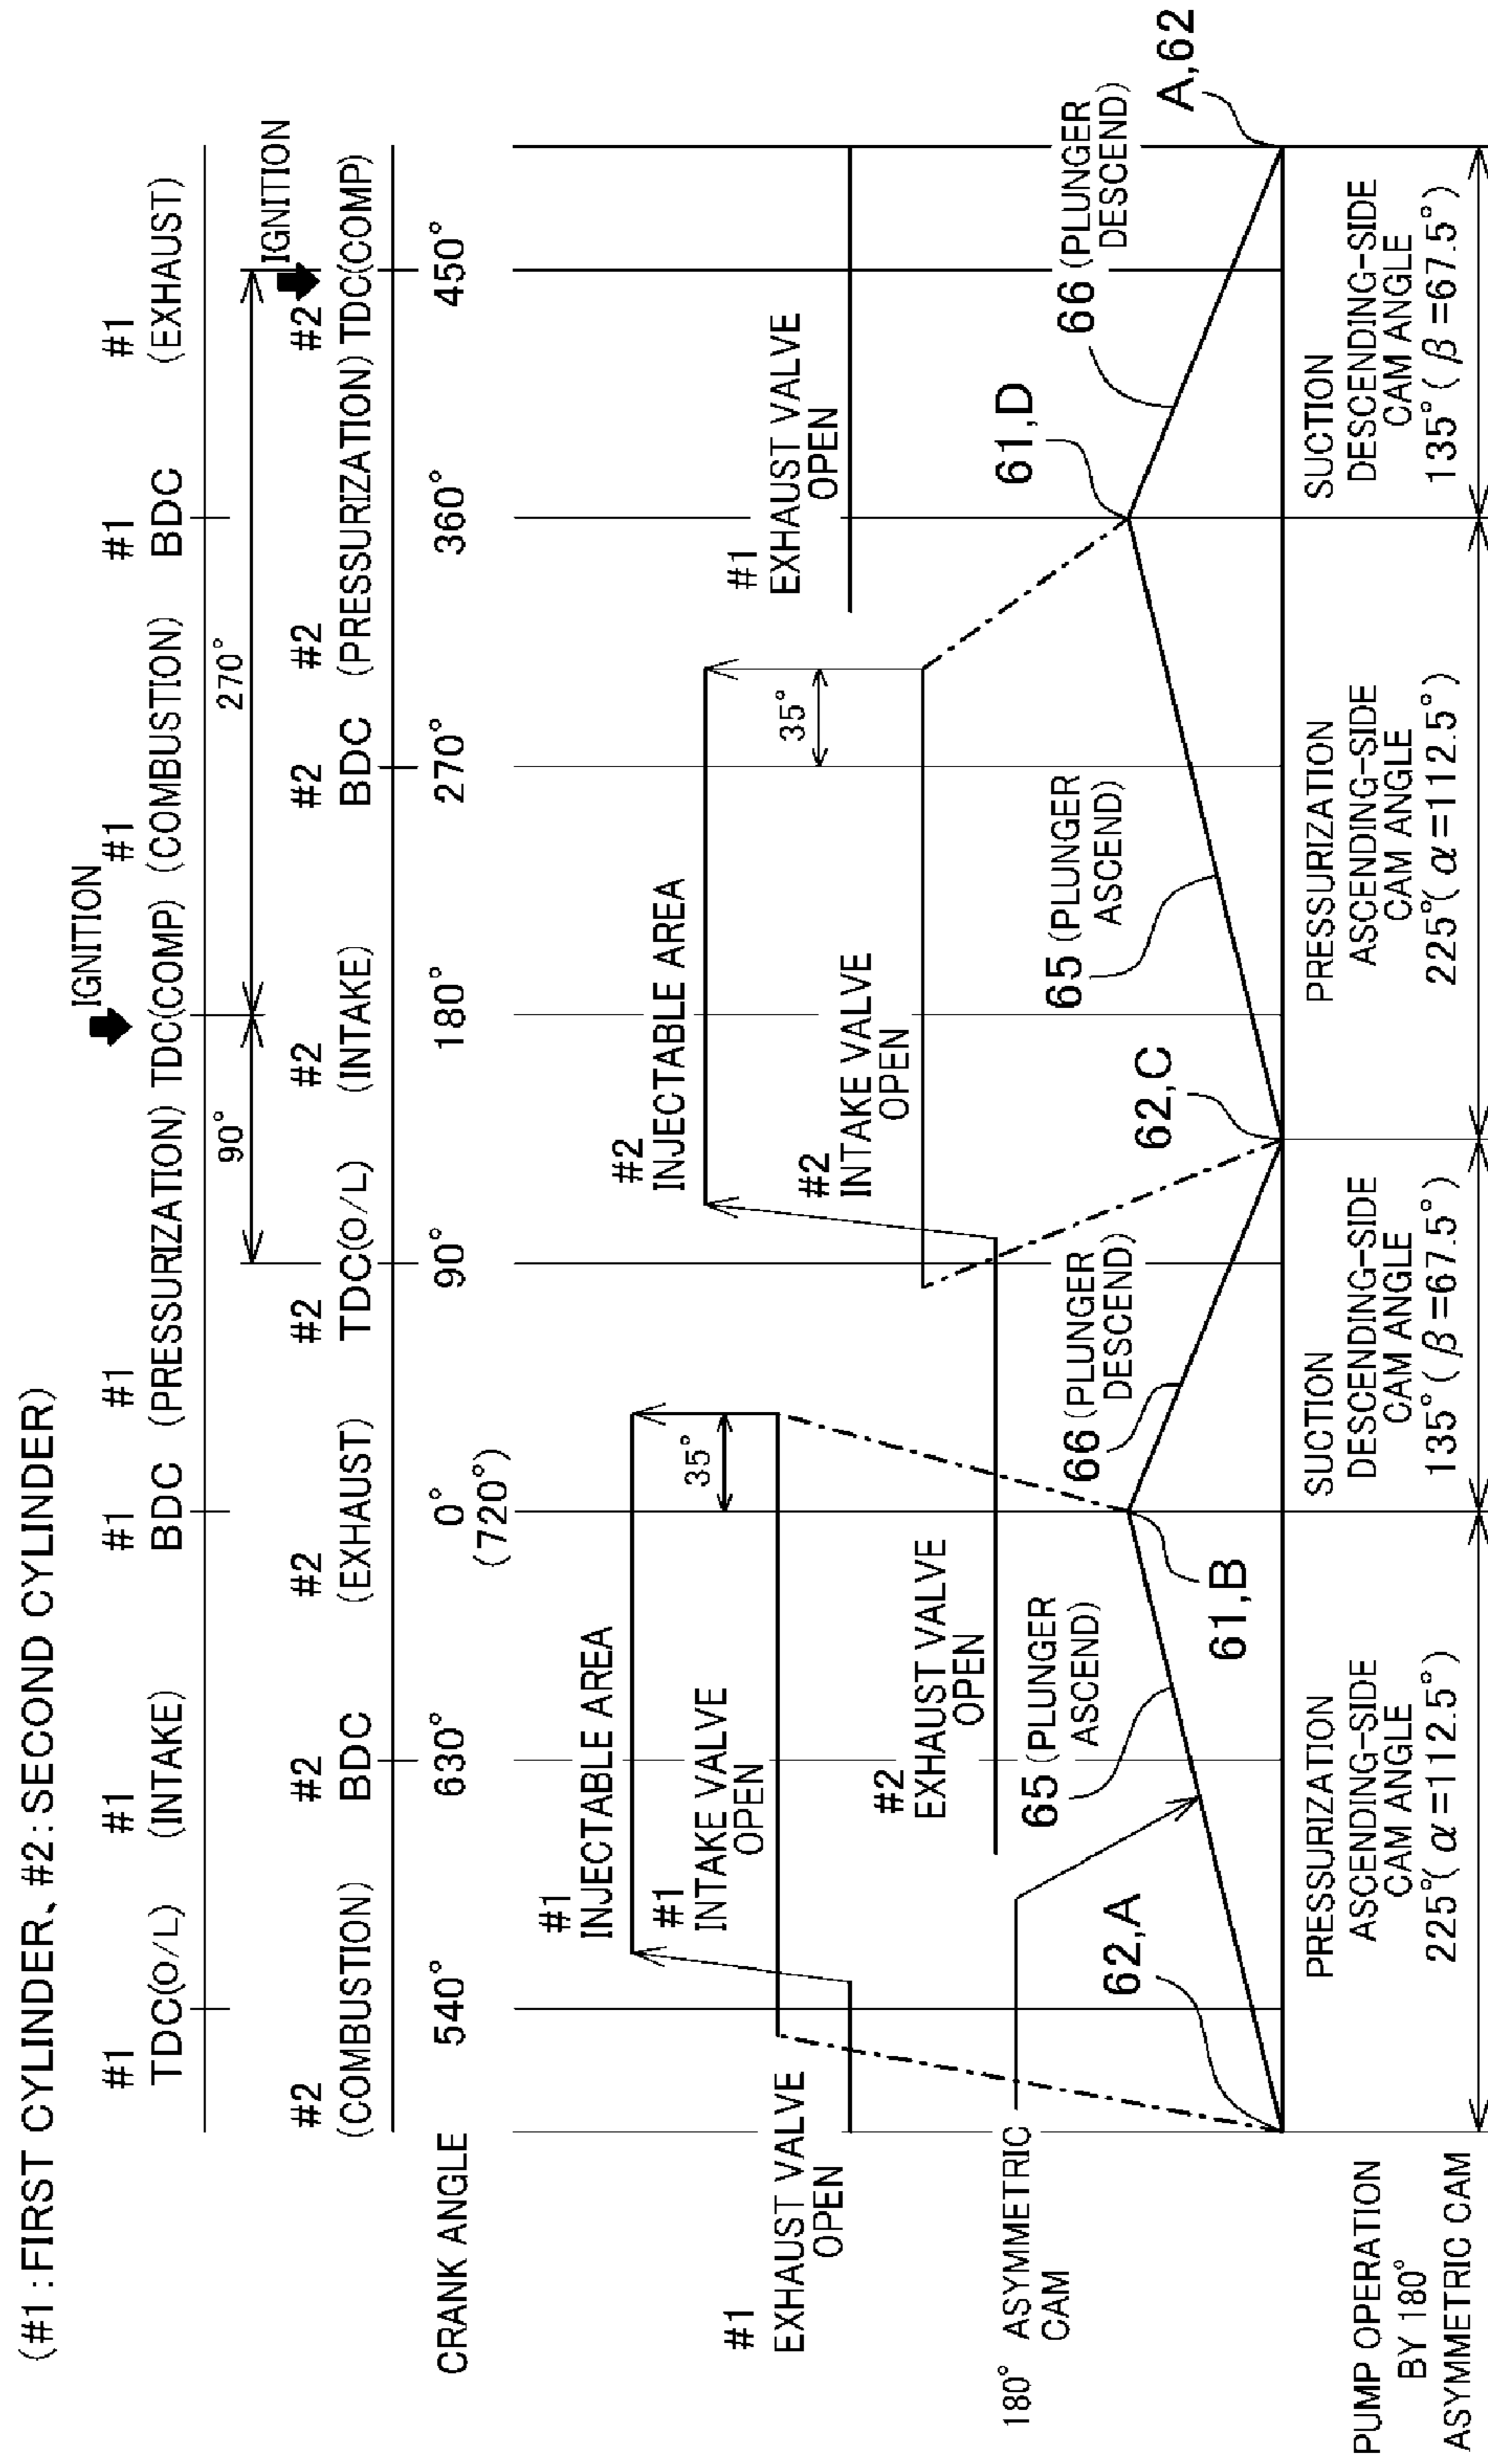 (#1:FIRST CYLINDER、#2:SECOND CYLINDER)
#1
TDC(O/L)
#1
(INTAKE)
#1
BDC
#1
(PRESSURIZATION)
IGNITION
TDC(COMP)
#1
(COMBUSTION)
#1
BDC
#1
(EXHAUST)
90°
270°
#2
(COMBUSTION)
#2
BDC
#2
(EXHAUST)
#2
TDC(O/L)
#2
(INTAKE)
#2
BDC
#2
(PRESSURIZATION)
IGNITION
#2
TDC(COMP)
CRANK ANGLE
540°
630°
0°
(720°)
90°
180°
270°
360°
450°
#1
INJECTABLE AREA
#1
INTAKE VALVE
OPEN
35°
#2
INJECTABLE AREA
35°
#1
EXHAUST VALVE
OPEN
#2
INTAKE VALVE
OPEN
#1
EXHAUST VALVE
OPEN
#2
EXHAUST VALVE
OPEN
180° ASYMMETRIC
CAM
62,A
65 (PLUNGER
ASCEND)
61,B
66 (PLUNGER
DESCEND)
62,C
65 (PLUNGER
ASCEND)
61,D
66 (PLUNGER
DESCEND)
A,62
PUMP OPERATION
BY 180°
ASYMMETRIC CAM
PRESSURIZATION
ASCENDING-SIDE
CAM ANGLE
225°(α=112.5°)
SUCTION
DESCENDING-SIDE
CAM ANGLE
135°(β=67.5°)
PRESSURIZATION
ASCENDING-SIDE
CAM ANGLE
225°(α=112.5°)
SUCTION
DESCENDING-SIDE
CAM ANGLE
135°(β=67.5°)